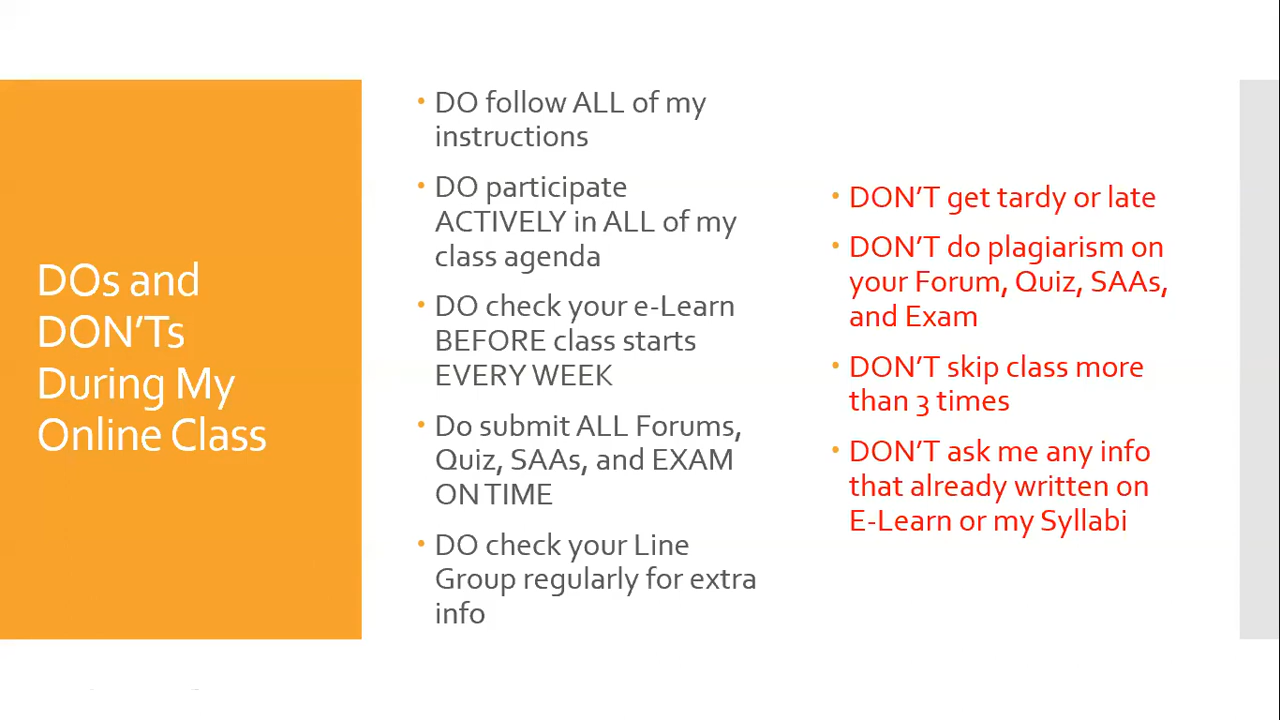 DOs and
DON'Ts
During My
Online Class
• DO follow ALL of my
instructions
• DO participate
ACTIVELY in ALL of my
class agenda
• DO check your e-Learn
BEFORE class starts
EVERY WEEK
• Do submit ALL Forums,
Quiz, SAAs, and EXAM
ON TIME
• DO check your Line
Group regularly for extra
info
• DON'T get tardy or late
• DON'T do plagiarism on
your Forum, Quiz, SAAs,
and Exam
• DON'T skip class more
than 3 times
• DON'T ask me any info
that already written on
E-Learn or my Syllabi